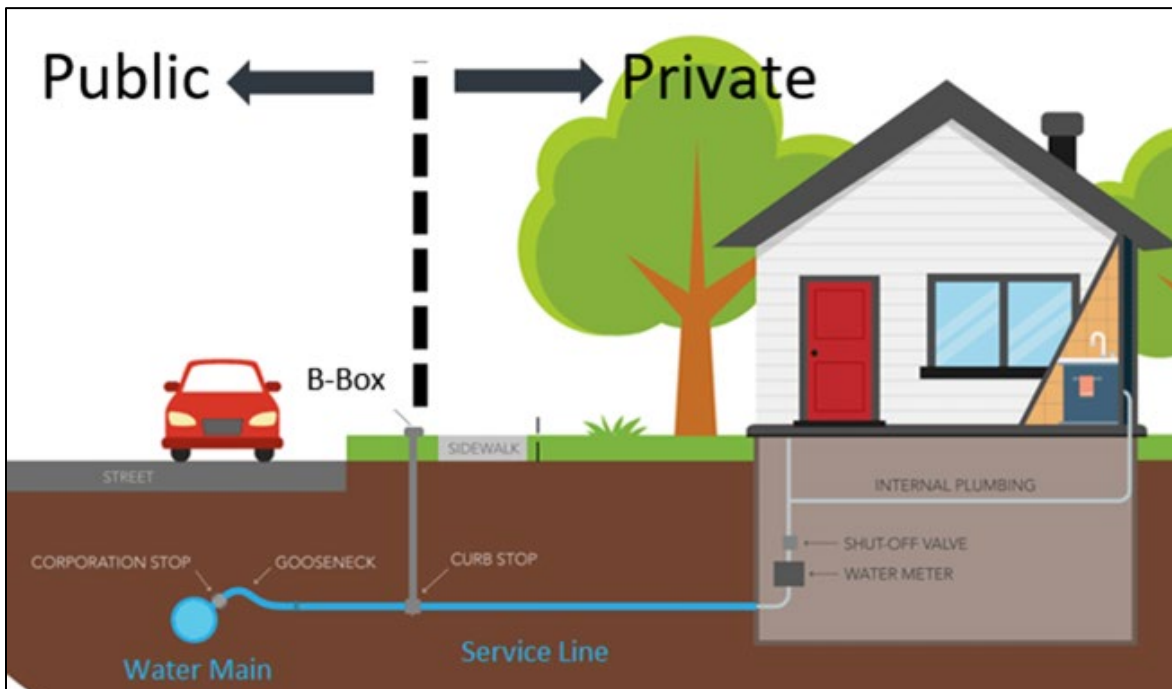 Public
Private
B-Box
SIDEWALK
STREET
INTERNAL PLUMBING
CORPORATION STOP
GOOSENECK
CURB STOP
SHUT-OFF VALVE
WATER METER
Service Line
Water Main